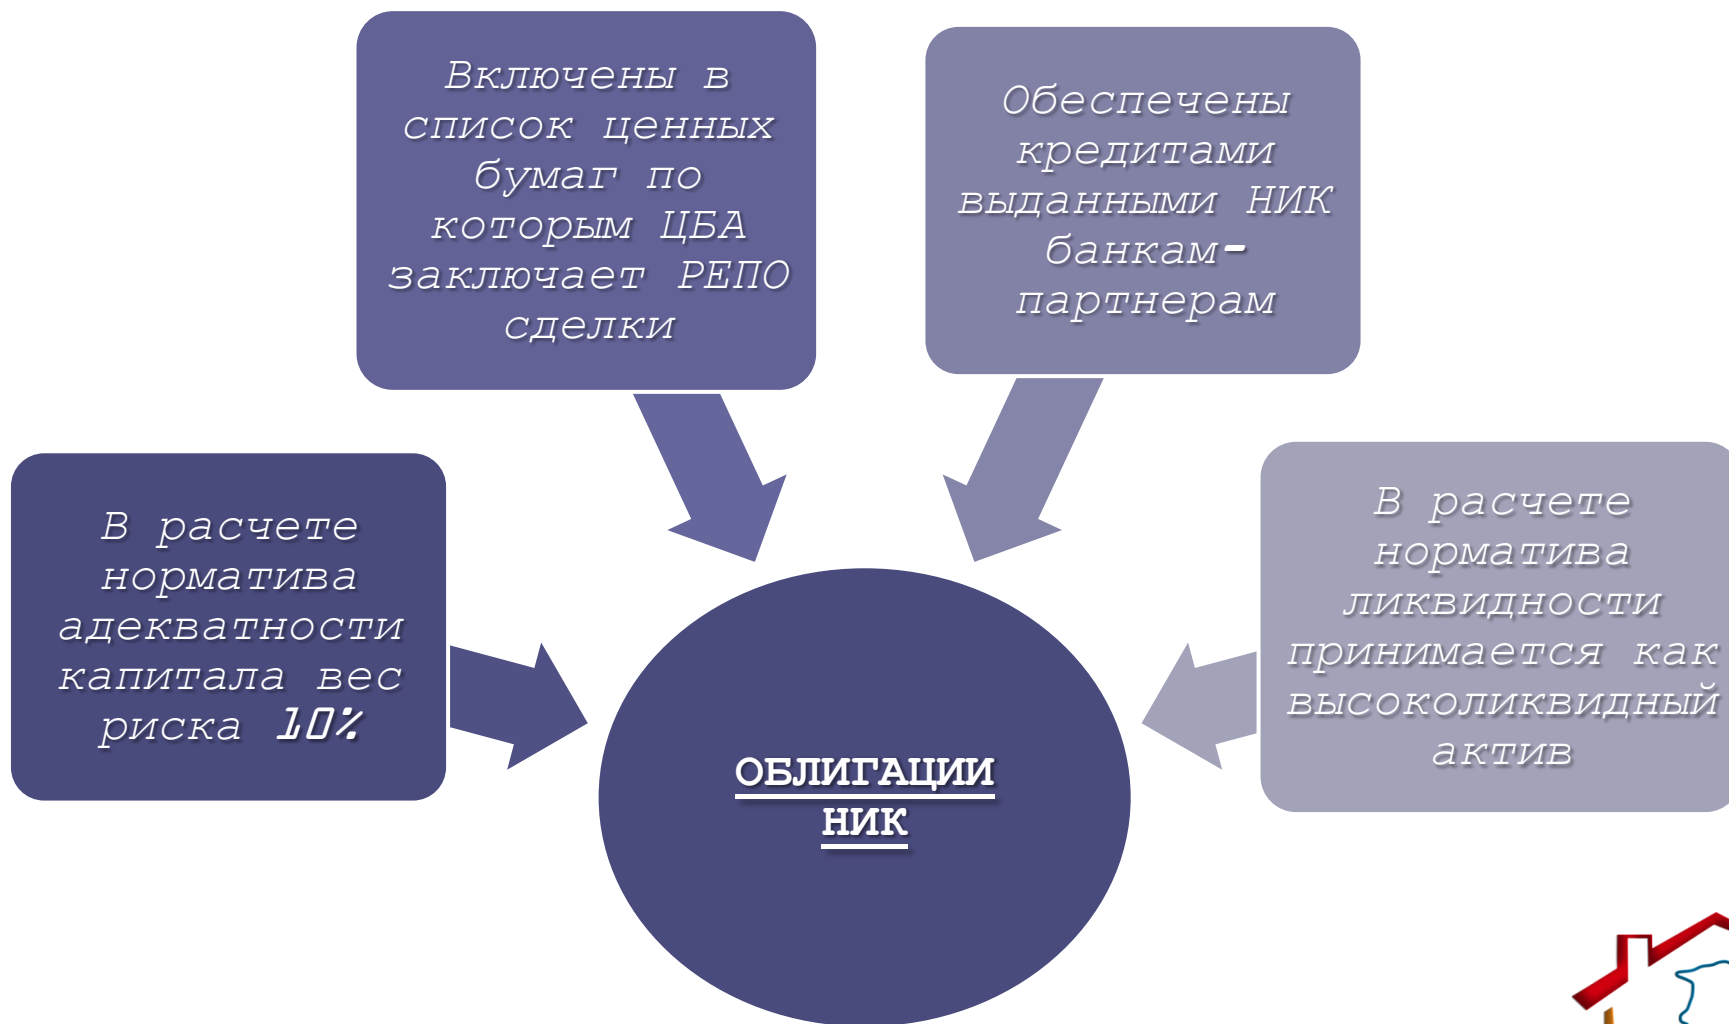 Включены в
список ценных
бумаг по
которым ЦБА
заключает РЕПО
сделки
Обеспечены
кредитами
выданными НИК
банкам-
партнерам
В расчете
норматива
адекватности
капитала вес
риска 10%
В расчете
норматива
ликвидности
принимается как
высоколиквидный
актив
ОБЛИГАЦИИ
НИК